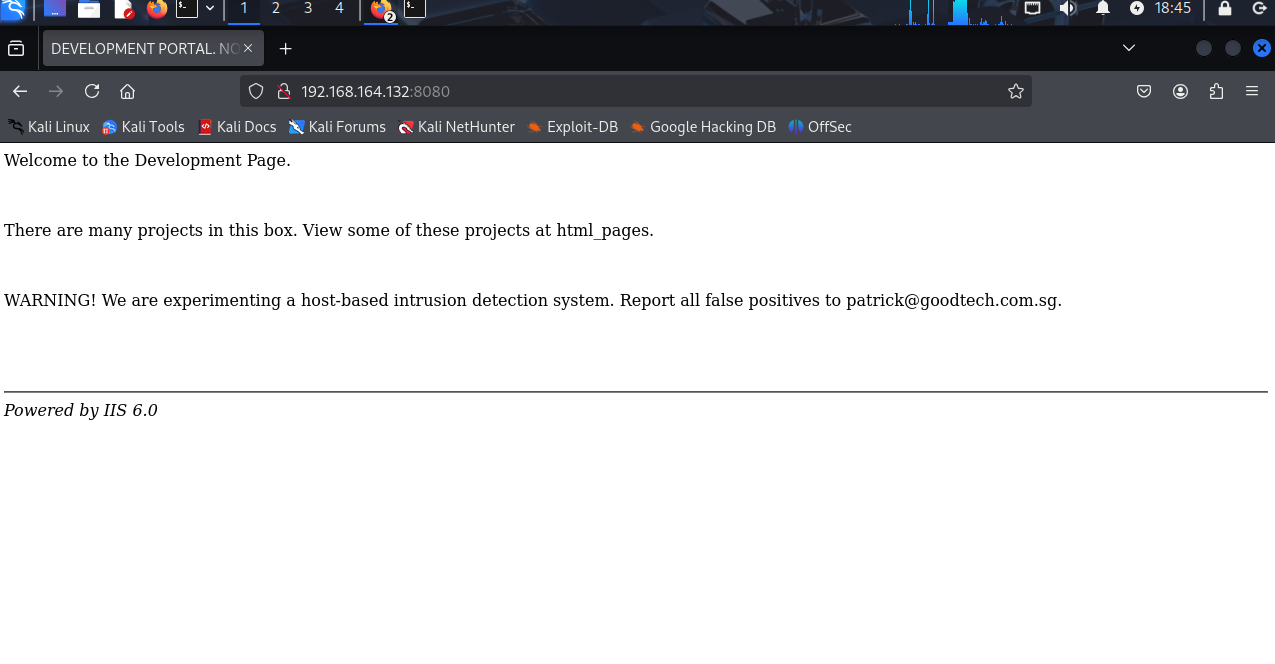 1 2 3 4 2 18:45
DEVELOPMENT PORTAL. NO
192.168.164.132:8080
Kali Linux Kali Tools Kali Docs Kali Forums Kali NetHunter Exploit-DB Google Hacking DB OffSec
Welcome to the Development Page.
There are many projects in this box. View some of these projects at html_pages.
WARNING! We are experimenting a host-based intrusion detection system. Report all false positives to patrick@goodtech.com.sg.
Powered by IIS 6.0